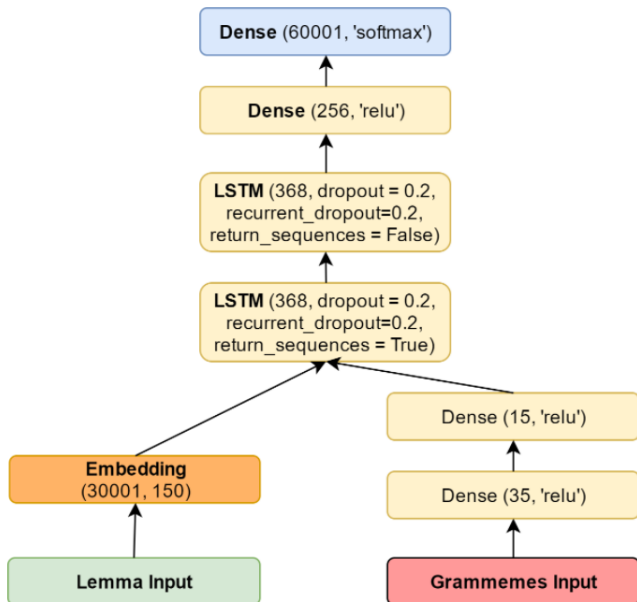 Dense (60001, 'softmax')
Dense (256, 'relu')
LSTM (368, dropout = 0.2,
recurrent_dropout=0.2,
return_sequences = False)
LSTM (368, dropout = 0.2,
recurrent_dropout=0.2,
return_sequences = True)
Dense (15, 'relu')
Embedding
(30001, 150)
Dense (35, 'relu')
Lemma Input
Grammemes Input